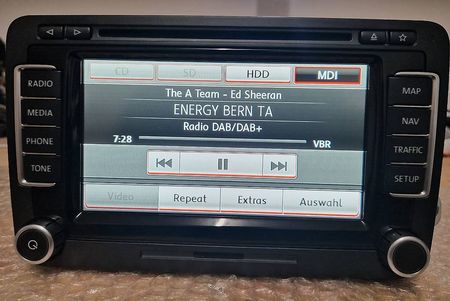 RADIO
MEDIA
PHONE
TONE
CD
SD
HDD
MDI
The A Team - Ed Sheeran
ENERGY BERN TA
Radio DAB/DAB+
7:28
VBR
Video
Repeat
Extras
Auswahl
MAP
NAV
TRAFFIC
SETUP